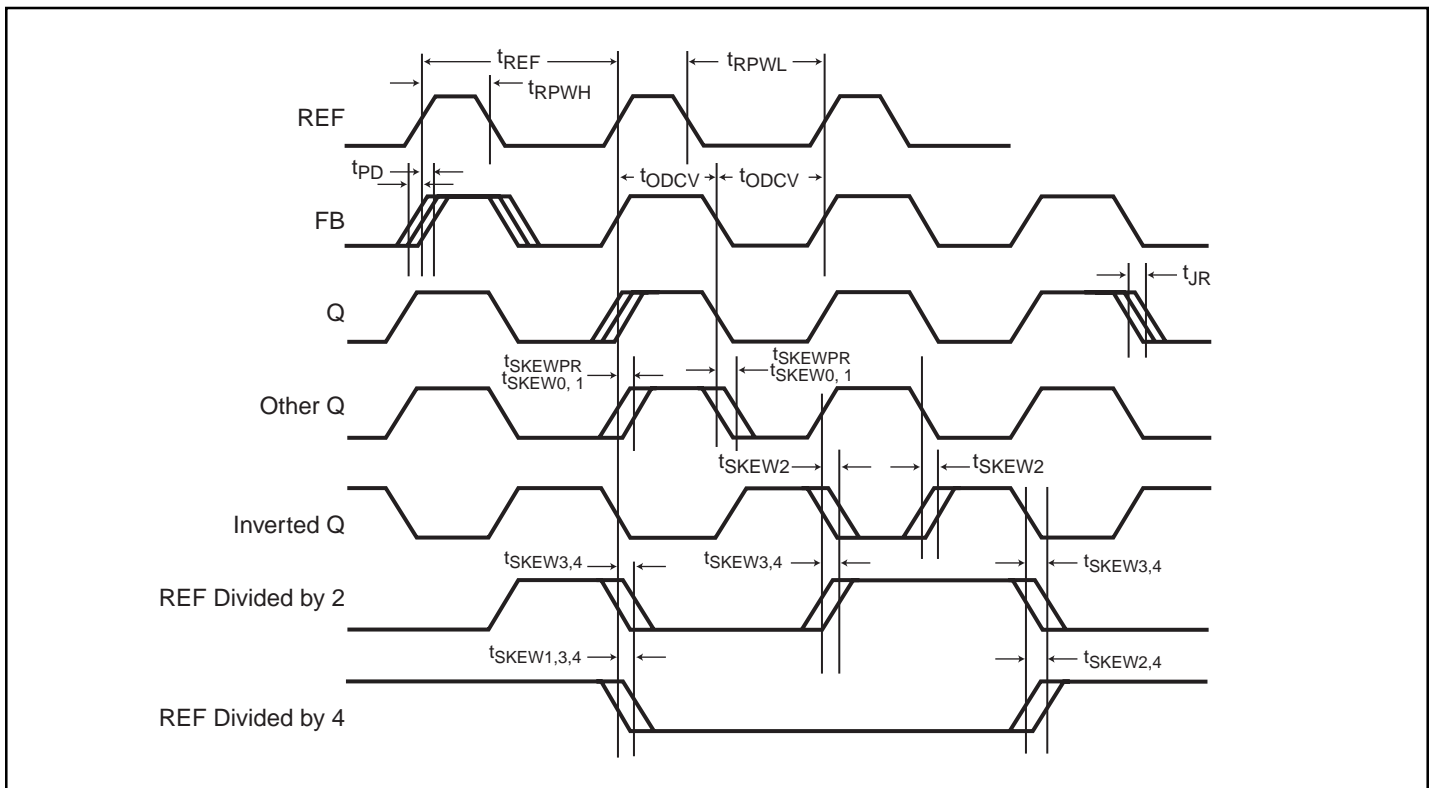 tREF
tRPWL
tRPWH
REF
tPD
tODCV
tODCV
FB
tJR
Q
tSKEWPR
tSKEW0, 1
tSKEWPR
tSKEW0, 1
Other Q
tSKEW2
tSKEW2
Inverted Q
tSKEW3,4
tSKEW3,4
tSKEW3,4
REF Divided by 2
tSKEW1,3,4
tSKEW2,4
REF Divided by 4